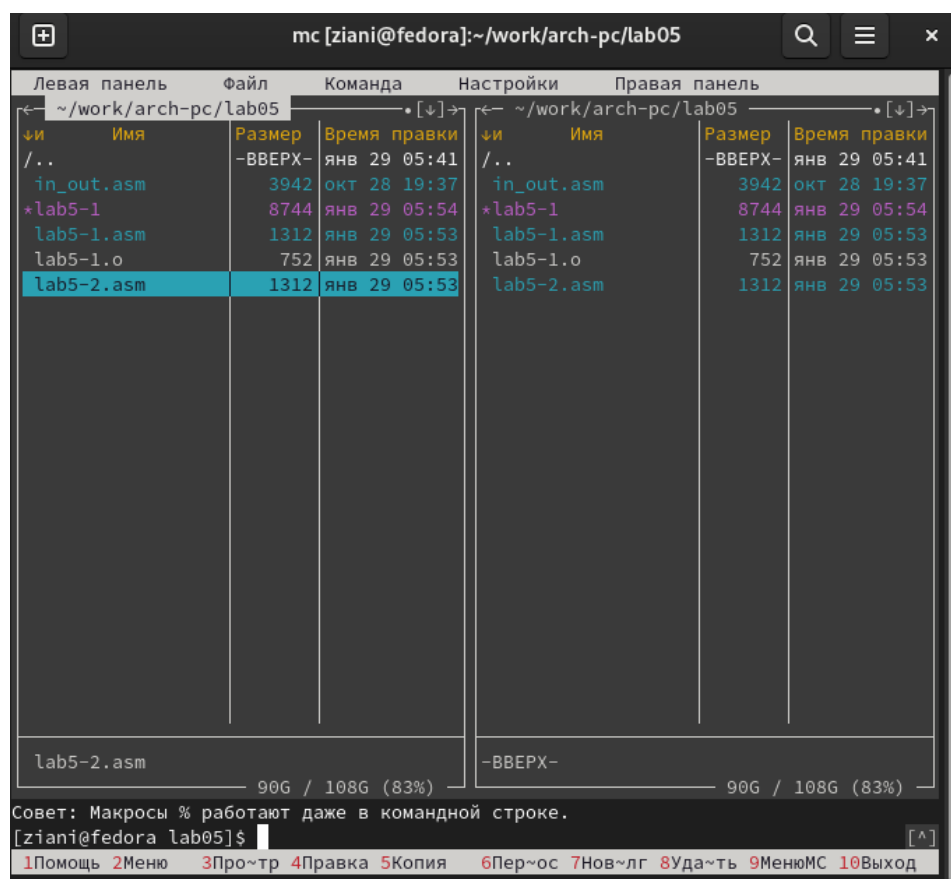 mc [ziani@fedora]:~/work/arch-pc/lab05
Левая панель Файл Команда Настройки Правая панель
~/work/arch-pc/lab05 •[↓] ~/work/arch-pc/lab05 •[↓]
↓и Имя Размер Время правки ↓и Имя Размер Время правки
/.. -ВВЕРХ- янв 29 05:41 /.. -ВВЕРХ- янв 29 05:41
in_out.asm 3942 окт 28 19:37 in_out.asm 3942 окт 28 19:37
*lab5-1 8744 янв 29 05:54 *lab5-1 8744 янв 29 05:54
lab5-1.asm 1312 янв 29 05:53 lab5-1.asm 1312 янв 29 05:53
lab5-1.o 752 янв 29 05:53 lab5-1.o 752 янв 29 05:53
lab5-2.asm 1312 янв 29 05:53 lab5-2.asm 1312 янв 29 05:53
lab5-2.asm -ВВЕРХ-
90G / 108G (83%) 90G / 108G (83%)
Совет: Макросы % работают даже в командной строке.
[ziani@fedora lab05]$ [^]
1Помощь 2Меню 3Про~тр 4Правка 5Копия 6Пер~ос 7Нов~лг 8Уда~ть 9МенюМС 10Выход